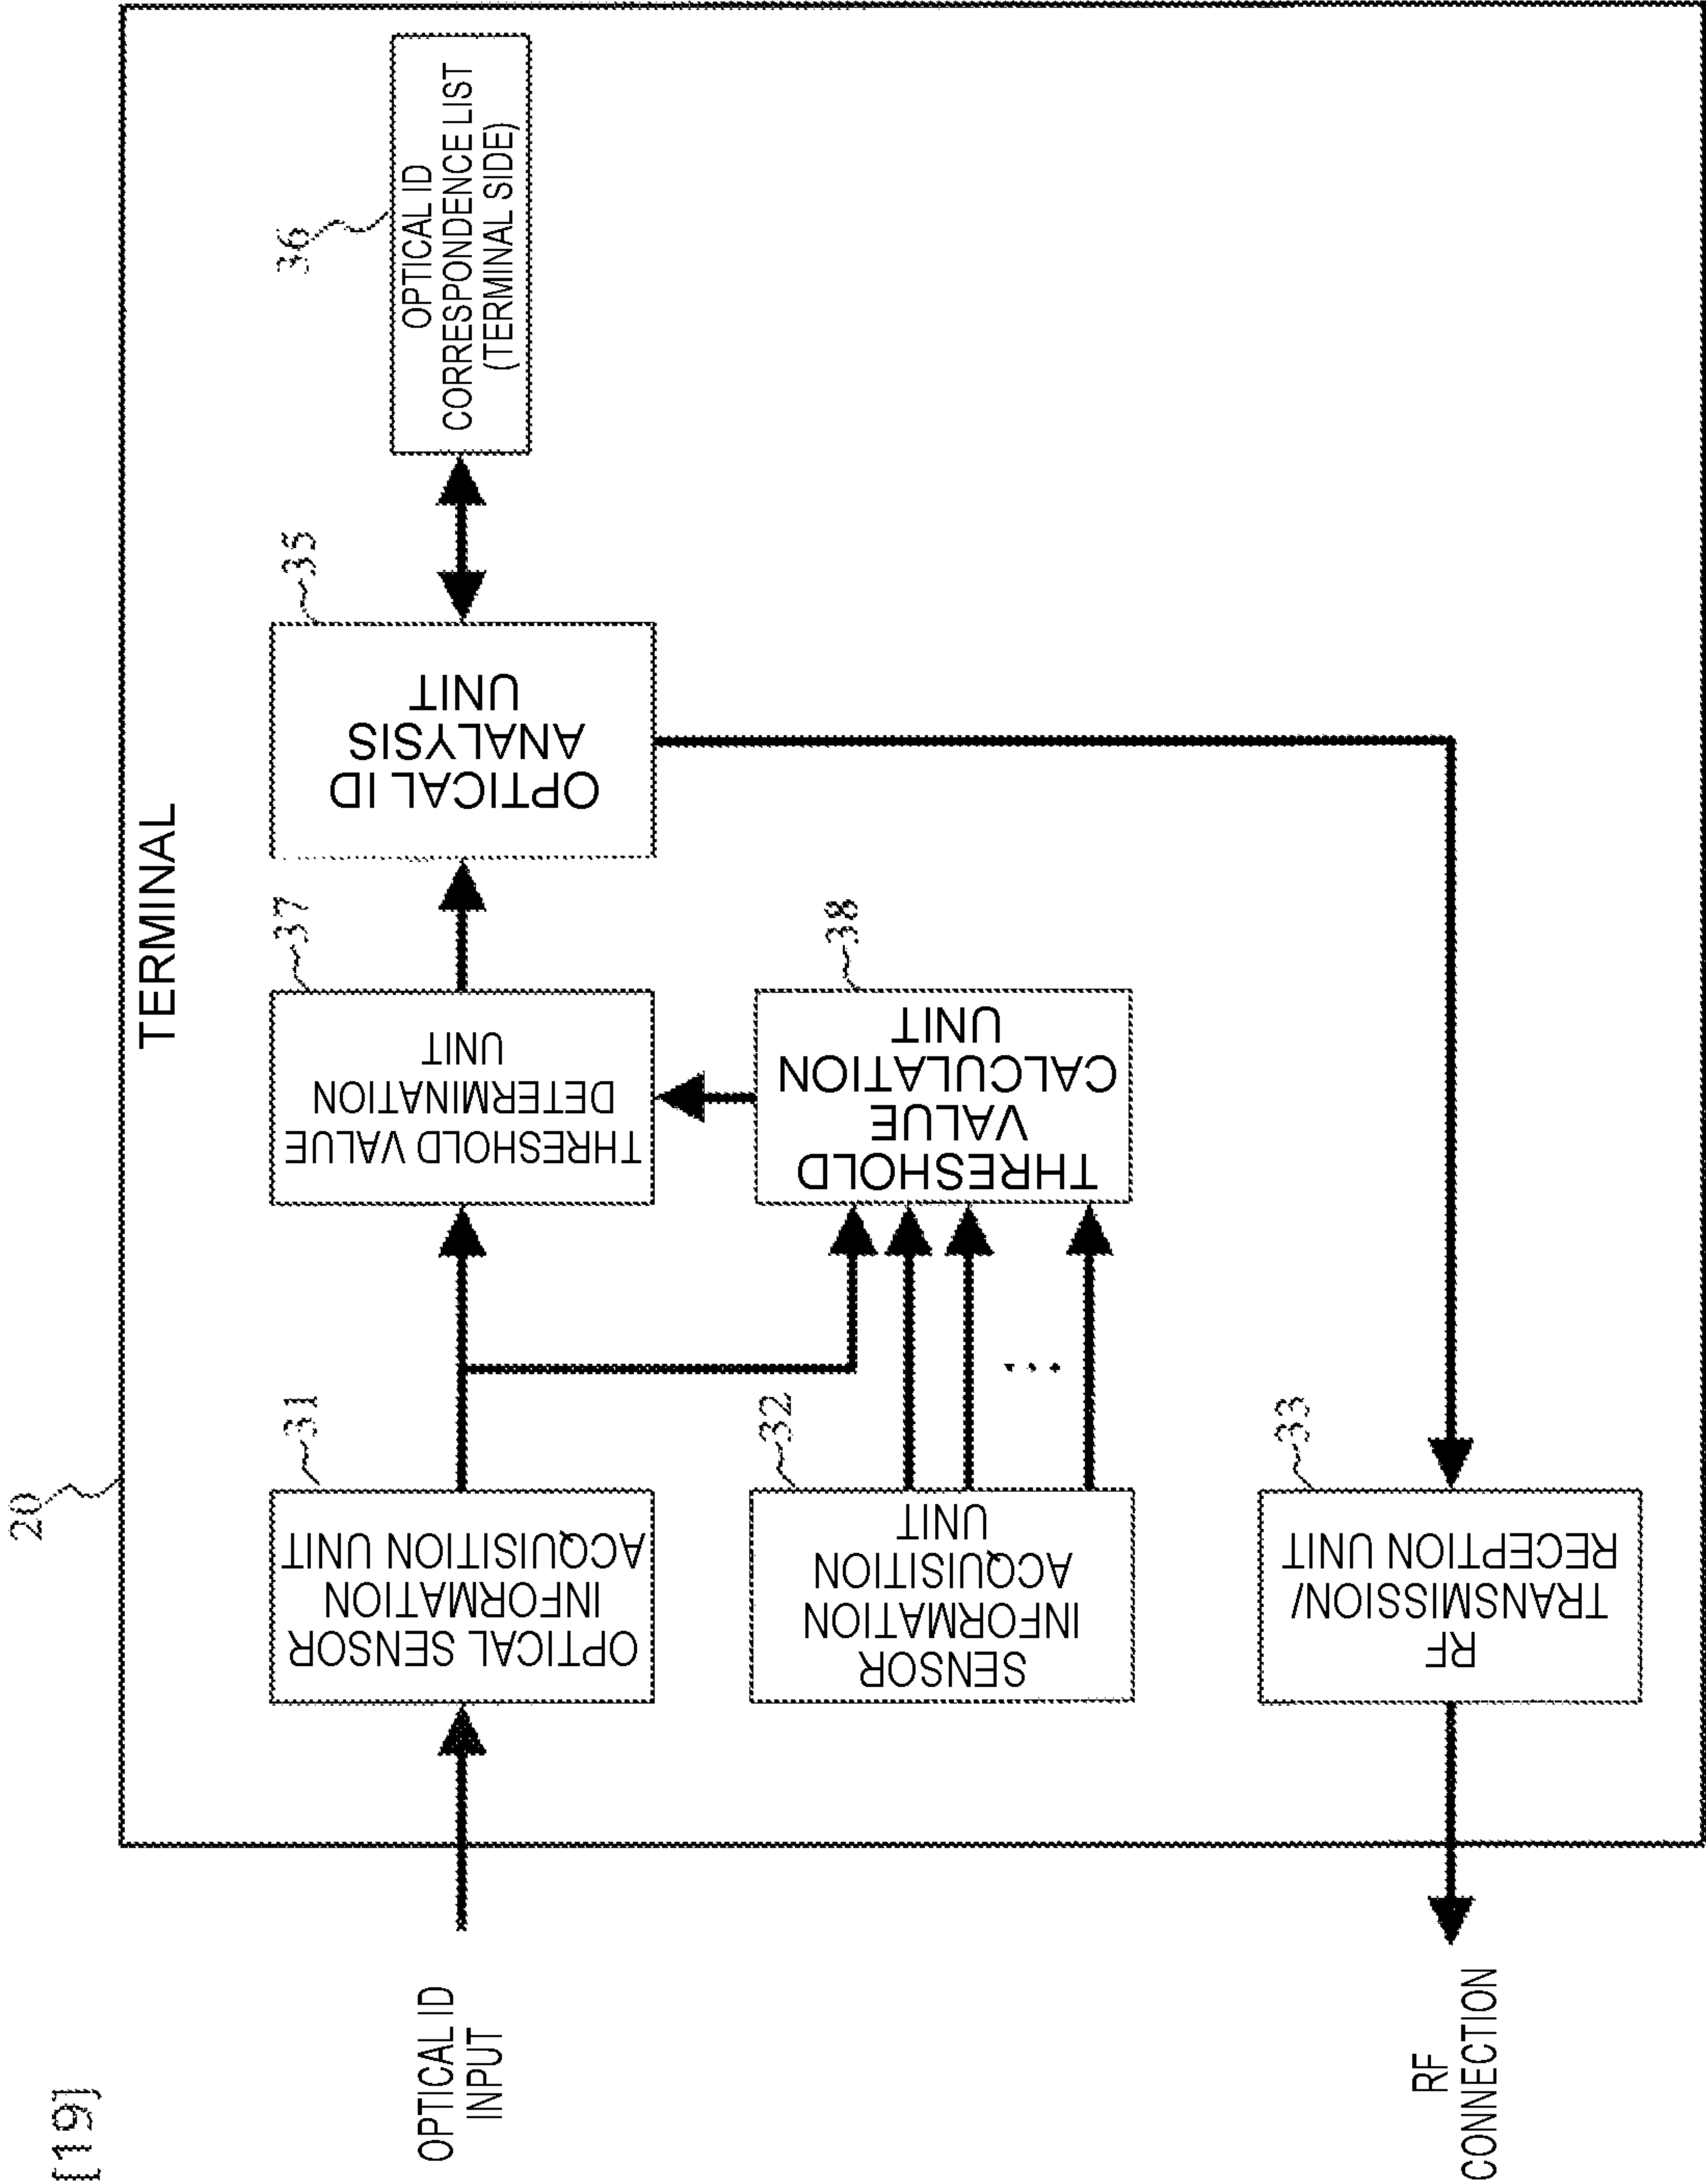 [19]
20
TERMINAL
OPTICAL ID
INPUT
31
OPTICAL SENSOR
INFORMATION
ACQUISITION UNIT
37
THRESHOLD VALUE
DETERMINATION
UNIT
35
OPTICAL ID
ANALYSIS
UNIT
36
OPTICAL ID
CORRESPONDENCE LIST
(TERMINAL SIDE)
32
SENSOR
INFORMATION
ACQUISITION
UNIT
...
38
THRESHOLD
VALUE
CALCULATION
UNIT
RF
CONNECTION
33
RF
TRANSMISSION/
RECEPTION UNIT